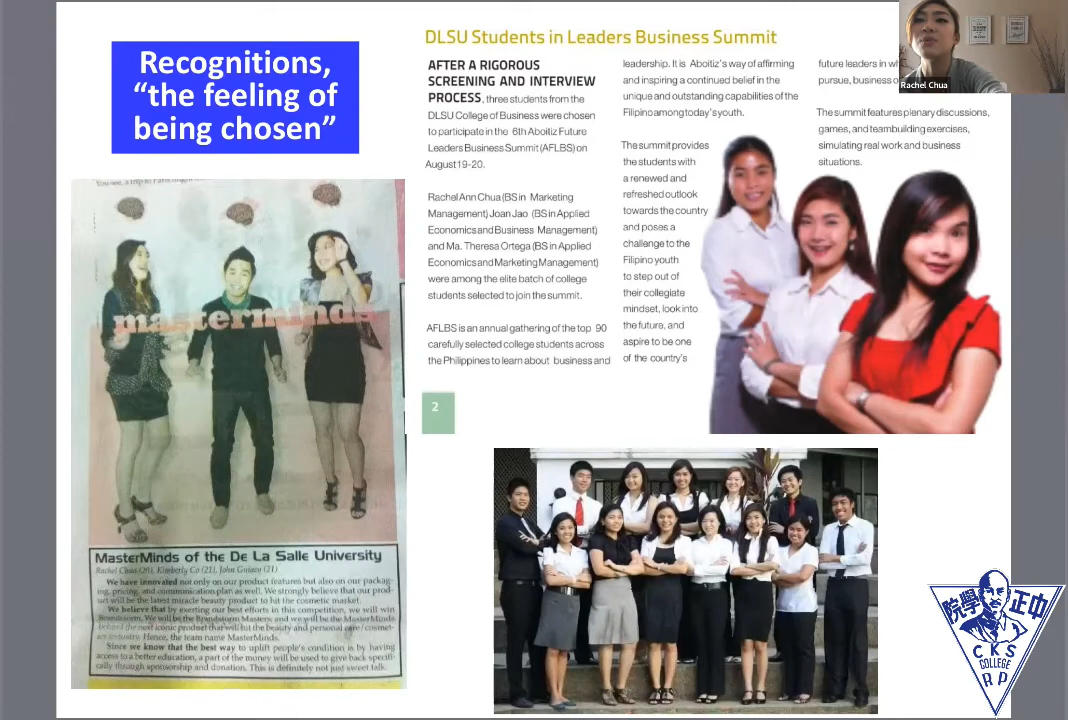 Recognitions,
“the feeling of
being chosen”
DLSU Students in Leaders Business Summit
AFTER A RIGOROUS
SCREENING AND INTERVIEW
PROCESS, three students from the
DLSU College of Business were chosen
to participate in the 6th Aboitiz Future
Leaders Business Summit (AFLBS) on
August 19-20.
Rachel Ann Chua (BS in Marketing
Management) Joan Jao (BS in Applied
Economics and Business Management)
and Ma. Theresa Ortega (BS in Applied
Economics and Marketing Management)
were among the elite batch of college
students selected to join the summit.
AFLBS is an annual gathering of the top 90
carefully selected college students across
the Philippines to learn about business and
2
leadership. It is Aboitiz's way of affirming
and inspiring a continued belief in the
unique and outstanding capabilities of the
Filipino among today's youth.
The summit provides
the students with
a renewed and
refreshed outlook
towards the country
and poses a
challenge to the
Filipino youth
to step out of
their collegiate
mindset, look into
the future, and
aspire to be one
of the country's
future leaders in
pursue, business
The summit features plenary discussions,
games, and teambuilding exercises,
simulating real work and business
situations.
Rachel Chua
masterminds
MasterMinds of the De La Salle University
Rachel Chua (20), Kimberly Co (21), John Guiacy (21)
We have innovated not only on our product features but also on our packag-
ing, pricing, and communication plan as well. We strongly believe that our prod-
uct will be the latest miracle beauty product to hit the cosmetic market.
We believe that by exerting our best efforts in this competition, we will win
Brandstorm. We will be the Brandstorm Masters and we will be the MasterMinds
behind the next iconic product that will hit the beauty and personal care/cosmet-
ics industry. Hence, the team name MasterMinds.
Since we know that the best way to uplift people's condition is by having
access to a better education, a part of the money will be used to give back specifi-
cally through sponsorship and donation. This is definitely not just sweet talk.
院學 正中
CKS
COLLEGE
RP